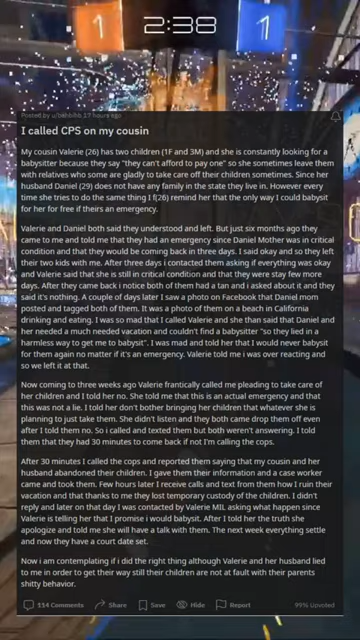 1 2:38 1
Posted by u/bobbibb 17 hours ago
I called CPS on my cousin
My cousin Valerie (26) has two children (1F and 3M) and she is constantly looking for a
babysitter because they say "they can't afford to pay one" so she sometimes leave them
with relatives who some are gladly to take care off their children sometimes. Since her
husband Daniel (29) does not have any family in the state they live in. However every
time she tries to do the same thing I f(26) remind her that the only way I could babysit
for her for free if theirs an emergency.
Valerie and Daniel both said they understood and left. But just six months ago they
came to me and told me that they had an emergency since Daniel Mother was in critical
condition and that they would be coming back in three days. I said okay and so they left
their two kids with me. After three days i contacted them asking if everything was okay
and Valerie said that she is still in critical condition and that they were stay few more
days. After they came back i notice both of them had a tan and i asked about it and they
said it's nothing. A couple of days later I saw a photo on Facebook that Daniel mom
posted and tagged both of them. It was a photo of them on a beach in California
drinking and eating. I was so mad that I called Valerie and she than said that Daniel and
her needed a much needed vacation and couldn't find a babysitter "so they lied in a
harmless way to get me to babysit". I was mad and told her that I would never babysit
for them again no matter if it's an emergency. Valerie told me i was over reacting and
so we left it at that.
Now coming to three weeks ago Valerie frantically called me pleading to take care of
her children and I told her no. She told me that this is an actual emergency and that
this was not a lie. I told her don't bother bringing her children that whatever she is
planning to just take them. She didn't listen and they both came drop them off even
after I told them no. So i called and texted them but both weren't answering. I told
them that they had 30 minutes to come back if not I'm calling the cops.
After 30 minutes I called the cops and reported them saying that my cousin and her
husband abandoned their children. I gave them their information and a case worker
came and took them. Few hours later I receive calls and text from them how I ruin their
vacation and that thanks to me they lost temporary custody of the children. I didn't
reply and later on that day I was contacted by Valerie MIL asking what happen since
Valerie is telling her that I promise i would babysit. After I told her the truth she
apologize and told me she will have a talk with them. The next week everything settle
and now they have a court date set.
Now i am contemplating if i did the right thing although Valerie and her husband lied
to me in order to get their way still their children are not at fault with their parents
shitty behavior.
114 Comments Share Save Hide Report 99% Upvoted